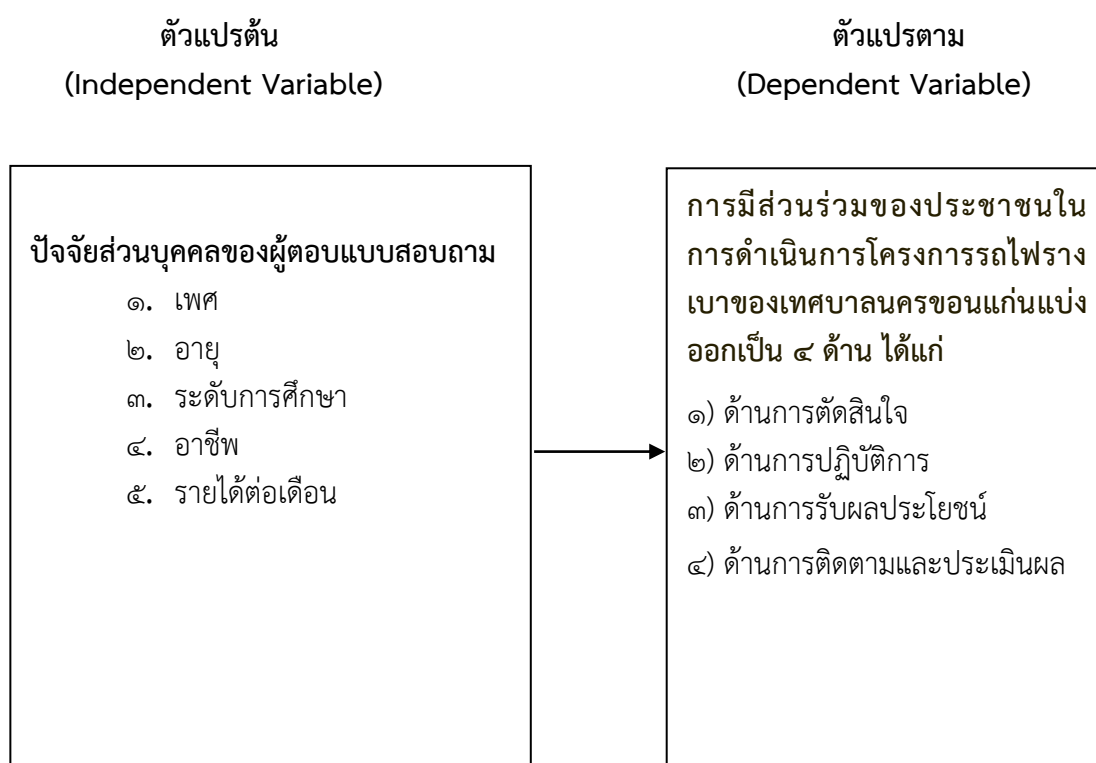 ตัวแปรต้น
(Independent Variable)
ตัวแปรตาม
(Dependent Variable)
ปัจจัยส่วนบุคคลของผู้ตอบแบบสอบถาม
๑. เพศ
๒. อายุ
๓. ระดับการศึกษา
๔. อาชีพ
๕. รายได้ต่อเดือน
การมีส่วนร่วมของประชาชนใน
การดำเนินการโครงการรถไฟราง
เบาของเทศบาลนครขอนแก่นแบ่ง
ออกเป็น ๔ ด้าน ได้แก่
๑) ด้านการตัดสินใจ
๒) ด้านการปฏิบัติการ
๓) ด้านการรับผลประโยชน์
๔) ด้านการติดตามและประเมินผล